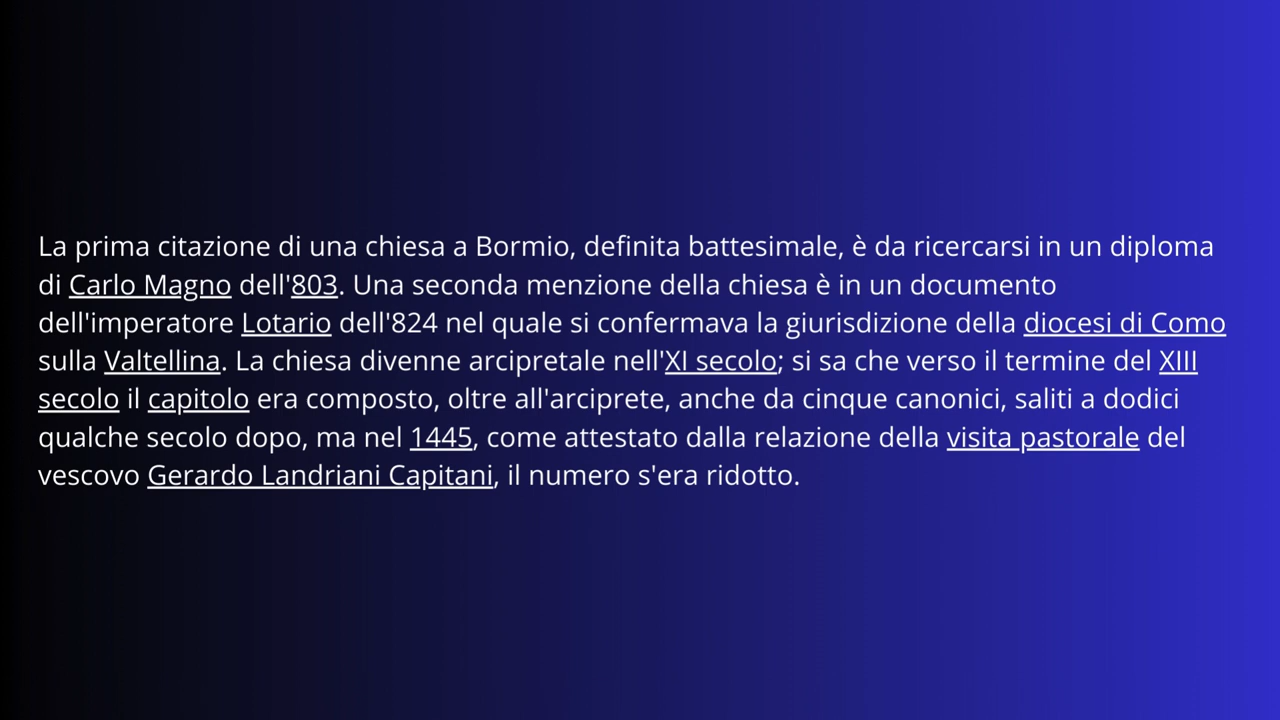 La prima citazione di una chiesa a Bormio, definita battesimale, è da ricercarsi in un diploma
di Carlo Magno dell'803. Una seconda menzione della chiesa è in un documento
dell'imperatore Lotario dell'824 nel quale si confermava la giurisdizione della diocesi di Como
sulla Valtellina. La chiesa divenne arcipretale nell'XI secolo; si sa che verso il termine del XIII
secolo il capitolo era composto, oltre all'arciprete, anche da cinque canonici, saliti a dodici
qualche secolo dopo, ma nel 1445, come attestato dalla relazione della visita pastorale del
vescovo Gerardo Landriani Capitani, il numero s'era ridotto.